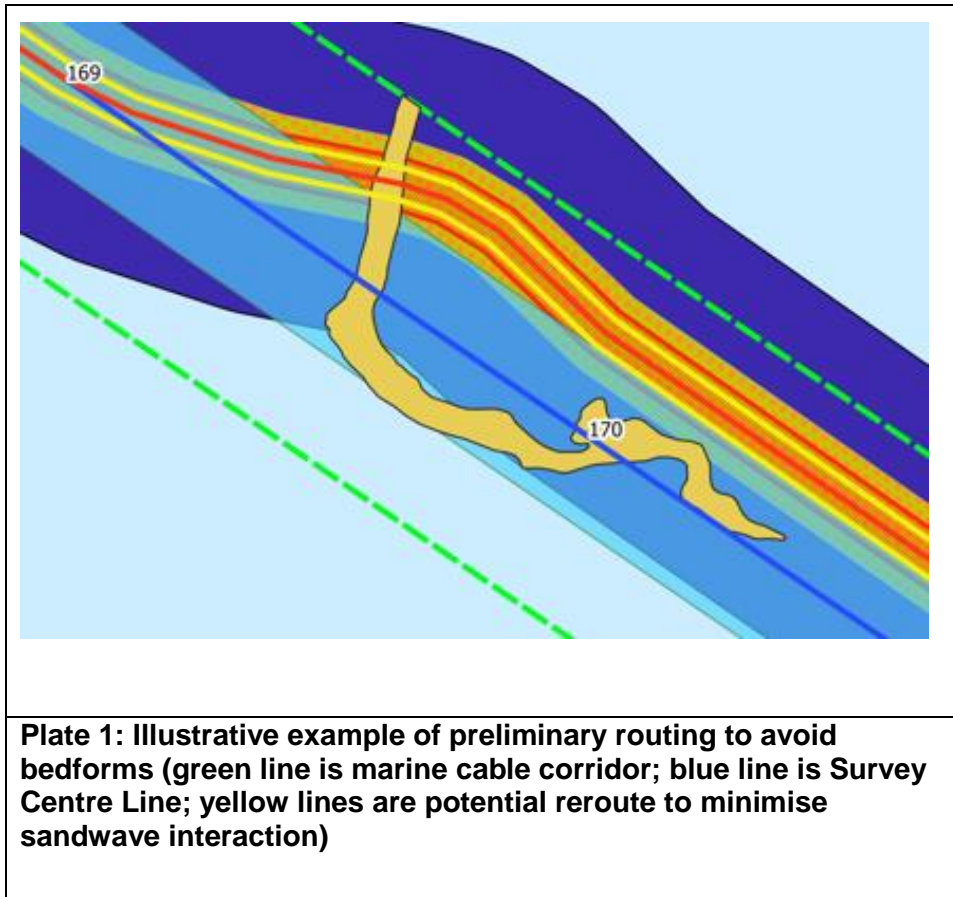 169
170
Plate 1: Illustrative example of preliminary routing to avoid
bedforms (green line is marine cable corridor; blue line is Survey
Centre Line; yellow lines are potential reroute to minimise
sandwave interaction)